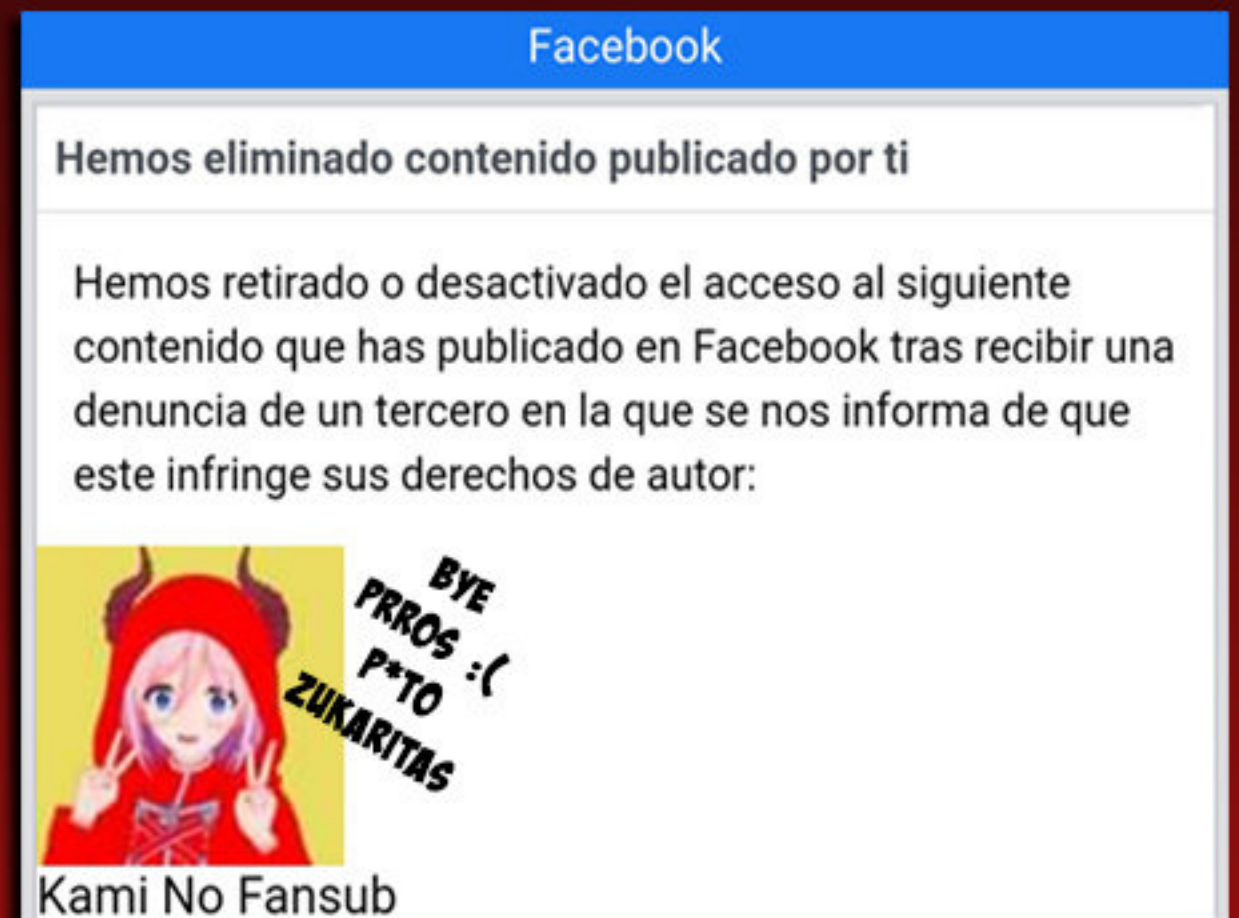 Facebook
Hemos eliminado contenido publicado por ti
Hemos retirado o desactivado el acceso al siguiente
contenido que has publicado en Facebook tras recibir una
denuncia de un tercero en la que se nos informa de que
este infringe sus derechos de autor:
BYE
PRROS :(
P*TO
ZUKARITAS
Kami No Fansub